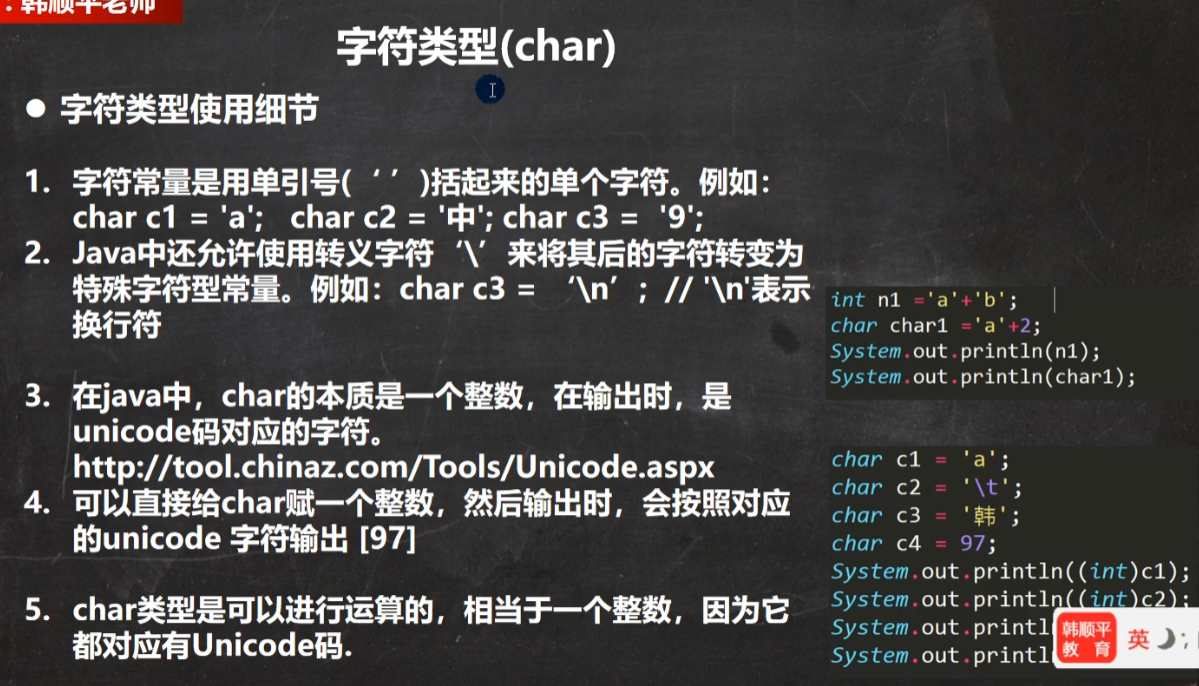 : 韩顺平老师
字符类型(char)
● 字符类型使用细节
1. 字符常量是用单引号( ‘ ’ )括起来的单个字符。例如:
char c1 = 'a'; char c2 = '中'; char c3 = '9';
2. Java中还允许使用转义字符‘\’来将其后的字符转变为
特殊字符型常量。例如：char c3 = ‘\n’ ; // '\n'表示
换行符
3. 在java中，char的本质是一个整数，在输出时，是
unicode码对应的字符。
http://tool.chinaz.com/Tools/Unicode.aspx
4. 可以直接给char赋一个整数，然后输出时，会按照对应
的unicode 字符输出 [97]
5. char类型是可以进行运算的，相当于一个整数，因为它
都对应有Unicode码.
int n1 ='a'+'b';
char char1 ='a'+2;
System.out.println(n1);
System.out.println(char1);
char c1 = 'a';
char c2 = '\t';
char c3 = '韩';
char c4 = 97;
System.out.println((int)c1);
System.out.println((int)c2);
System.out.printl
System.out.printl
韩顺平
教 育
英 ;